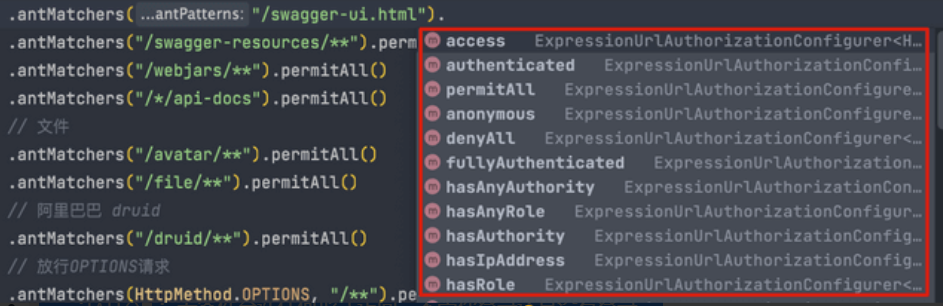 .antMatchers( ...antPatterns: "/swagger-ui.html").
.antMatchers("/swagger-resources/**").perm
.antMatchers("/webjars/**").permitAll()
.antMatchers("/*/api-docs").permitAll()
// 文件
.antMatchers("/avatar/**").permitAll()
.antMatchers("/file/**").permitAll()
// 阿里巴巴 druid
.antMatchers("/druid/**").permitAll()
// 放行OPTIONS请求
.antMatchers(HttpMethod.OPTIONS, "/**").pe
m access ExpressionUrlAuthorizationConfigurer<H…
m authenticated ExpressionUrlAuthorizationConfi…
m permitAll ExpressionUrlAuthorizationConfigure…
m anonymous ExpressionUrlAuthorizationConfigure…
m denyAll ExpressionUrlAuthorizationConfigurer<…
m fullyAuthenticated ExpressionUrlAuthorization…
m hasAnyAuthority ExpressionUrlAuthorizationCon…
m hasAnyRole ExpressionUrlAuthorizationConfigur…
m hasAuthority ExpressionUrlAuthorizationConfig…
m hasIpAddress ExpressionUrlAuthorizationConfig…
m hasRole ExpressionUrlAuthorizationConfigurer<…